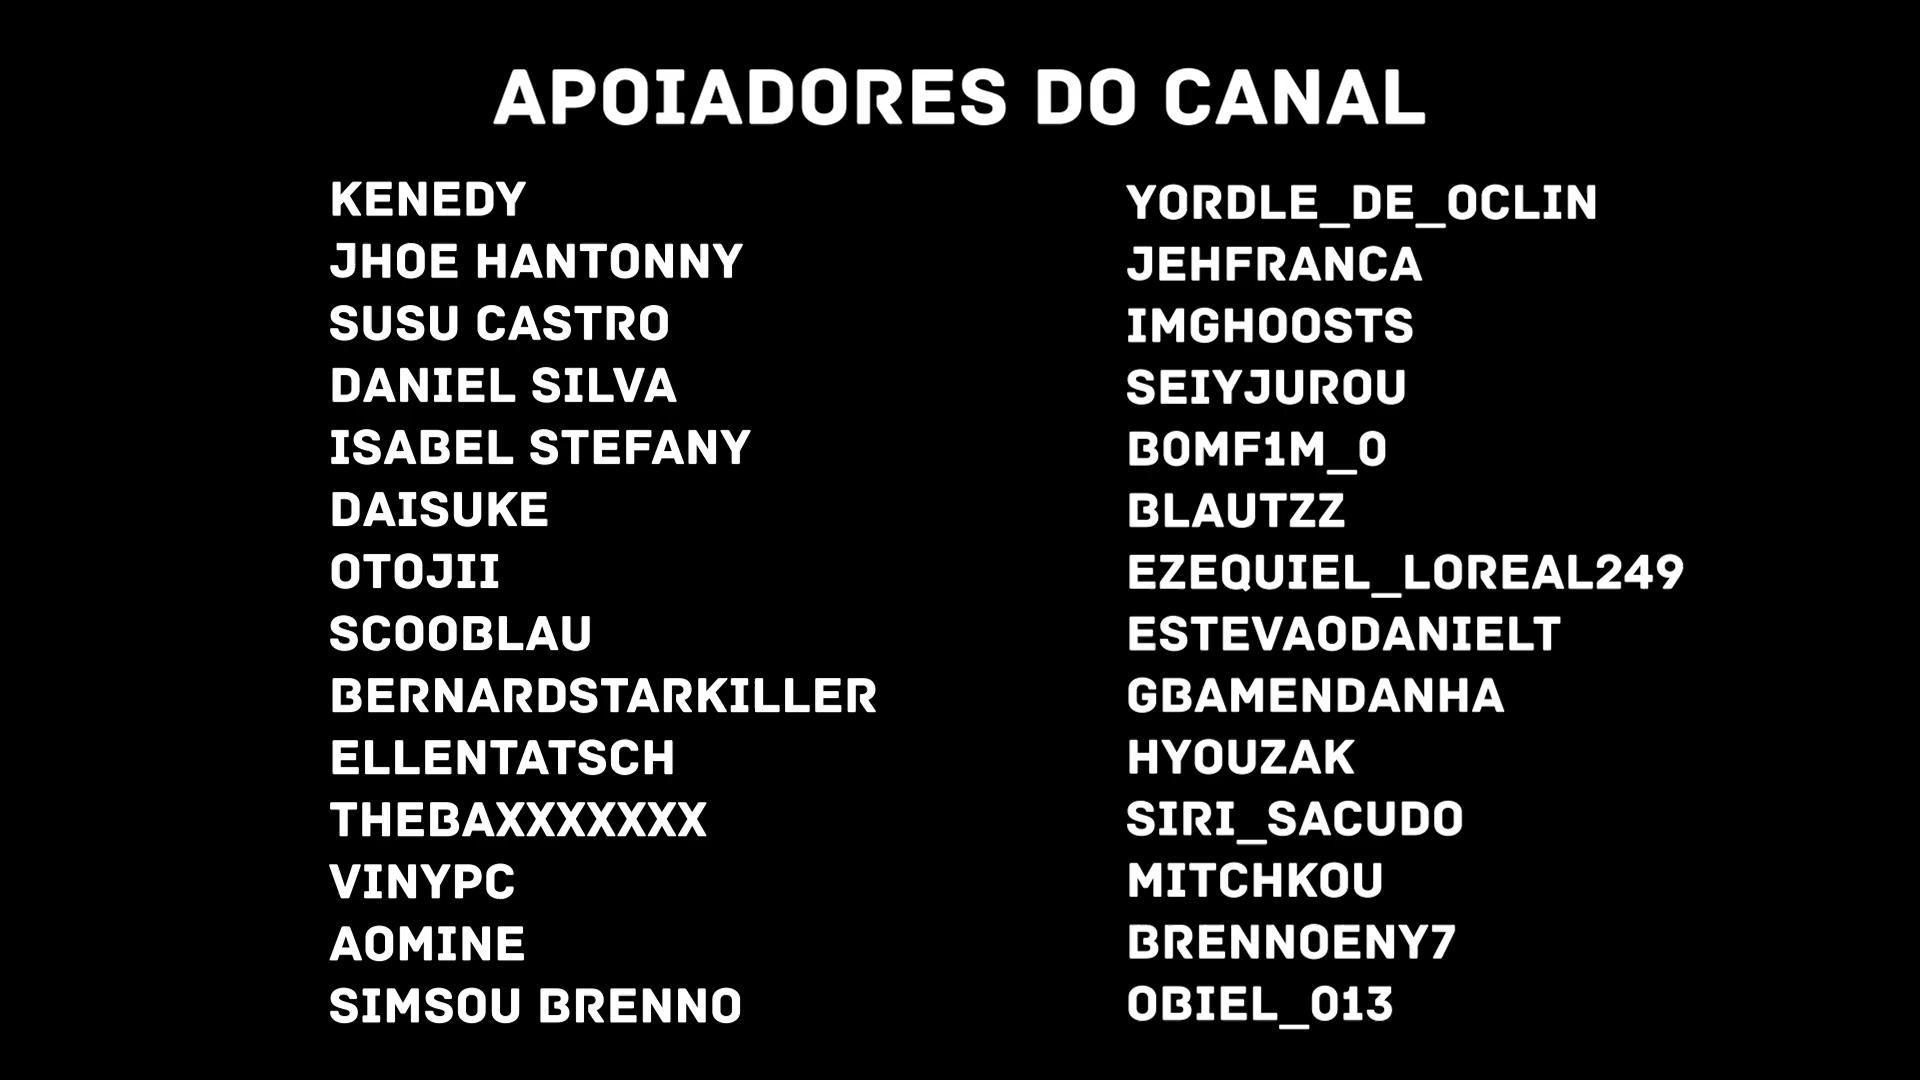 APOIADORES DO CANAL
KENEDY
JHOE HANTONNY
SUSU CASTRO
DANIEL SILVA
ISABEL STEFANY
DAISUKE
OTOJII
SCOOBLAU
BERNARDSTARKILLER
ELLENTATSCH
THEBAXXXXXXX
VINYPC
AOMINE
SIMSOU BRENNO
YORDLE_DE_OCLIN
JEHFRANCA
IMGHOOSTS
SEIYJUROU
B0MF1M_0
BLAUTZZ
EZEQUIEL_LOREAL249
ESTEVAODANIELT
GBAMENDANHA
HYOUZAK
SIRI_SACUDO
MITCHKOU
BRENNOENY7
OBIEL_013